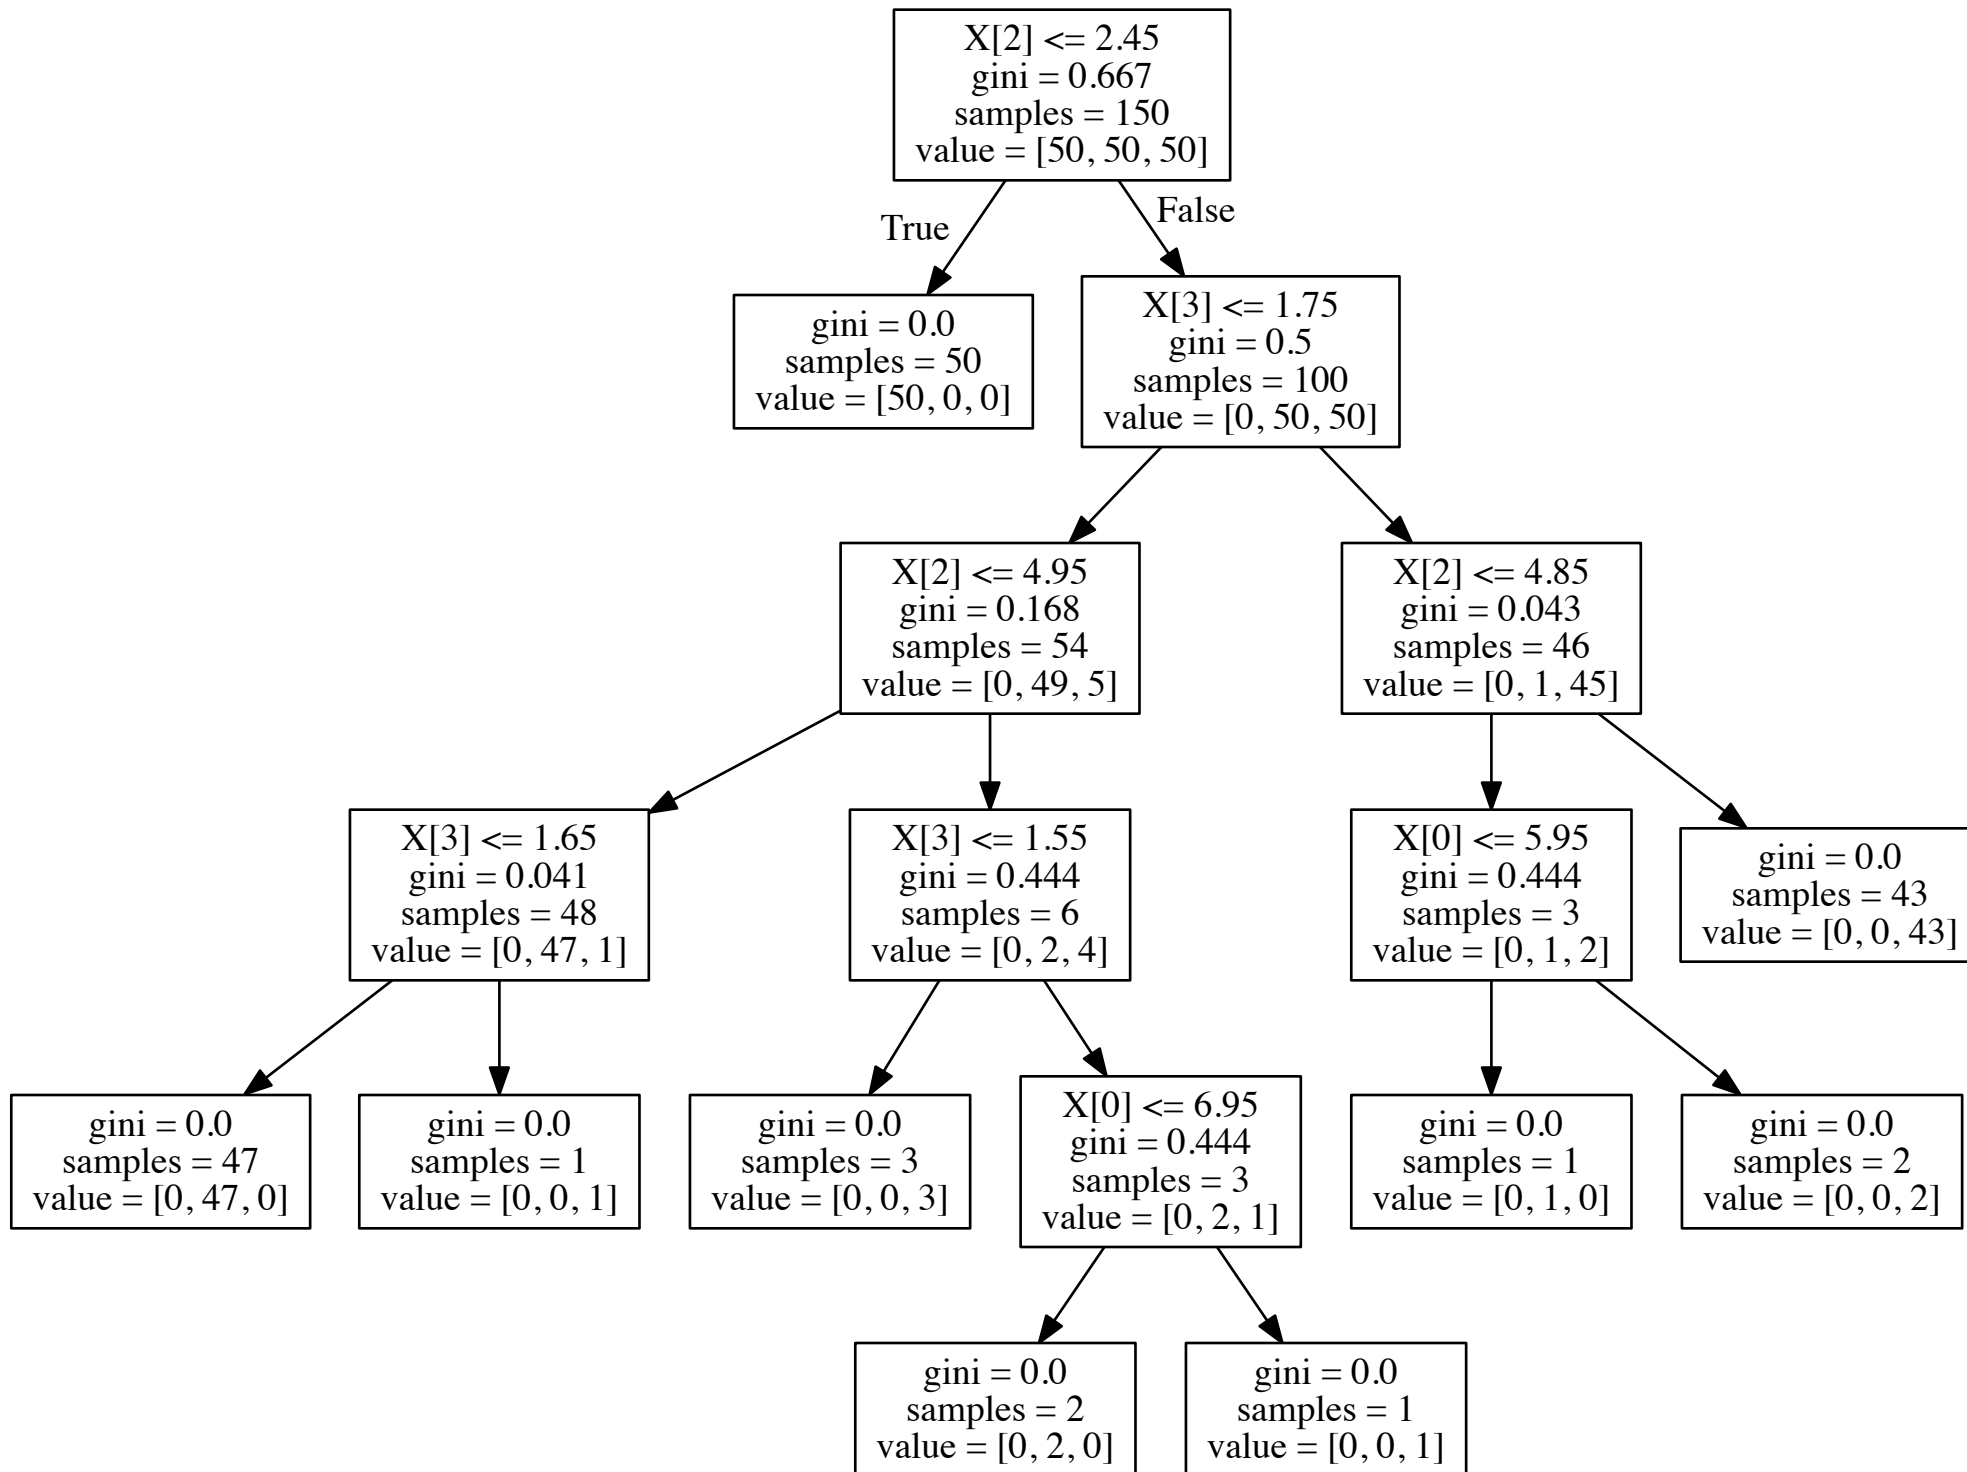 X[2] <= 2.45
gini = 0.667
samples = 150
value = [50, 50, 50]
True
False
gini = 0.0
samples = 50
value = [50, 0, 0]
X[3] <= 1.75
gini = 0.5
samples = 100
value = [0, 50, 50]
X[2] <= 4.95
gini = 0.168
samples = 54
value = [0, 49, 5]
X[2] <= 4.85
gini = 0.043
samples = 46
value = [0, 1, 45]
X[3] <= 1.65
gini = 0.041
samples = 48
value = [0, 47, 1]
X[3] <= 1.55
gini = 0.444
samples = 6
value = [0, 2, 4]
X[0] <= 5.95
gini = 0.444
samples = 3
value = [0, 1, 2]
gini = 0.0
samples = 43
value = [0, 0, 43]
gini = 0.0
samples = 47
value = [0, 47, 0]
gini = 0.0
samples = 1
value = [0, 0, 1]
gini = 0.0
samples = 3
value = [0, 0, 3]
X[0] <= 6.95
gini = 0.444
samples = 3
value = [0, 2, 1]
gini = 0.0
samples = 1
value = [0, 1, 0]
gini = 0.0
samples = 2
value = [0, 0, 2]
gini = 0.0
samples = 2
value = [0, 2, 0]
gini = 0.0
samples = 1
value = [0, 0, 1]